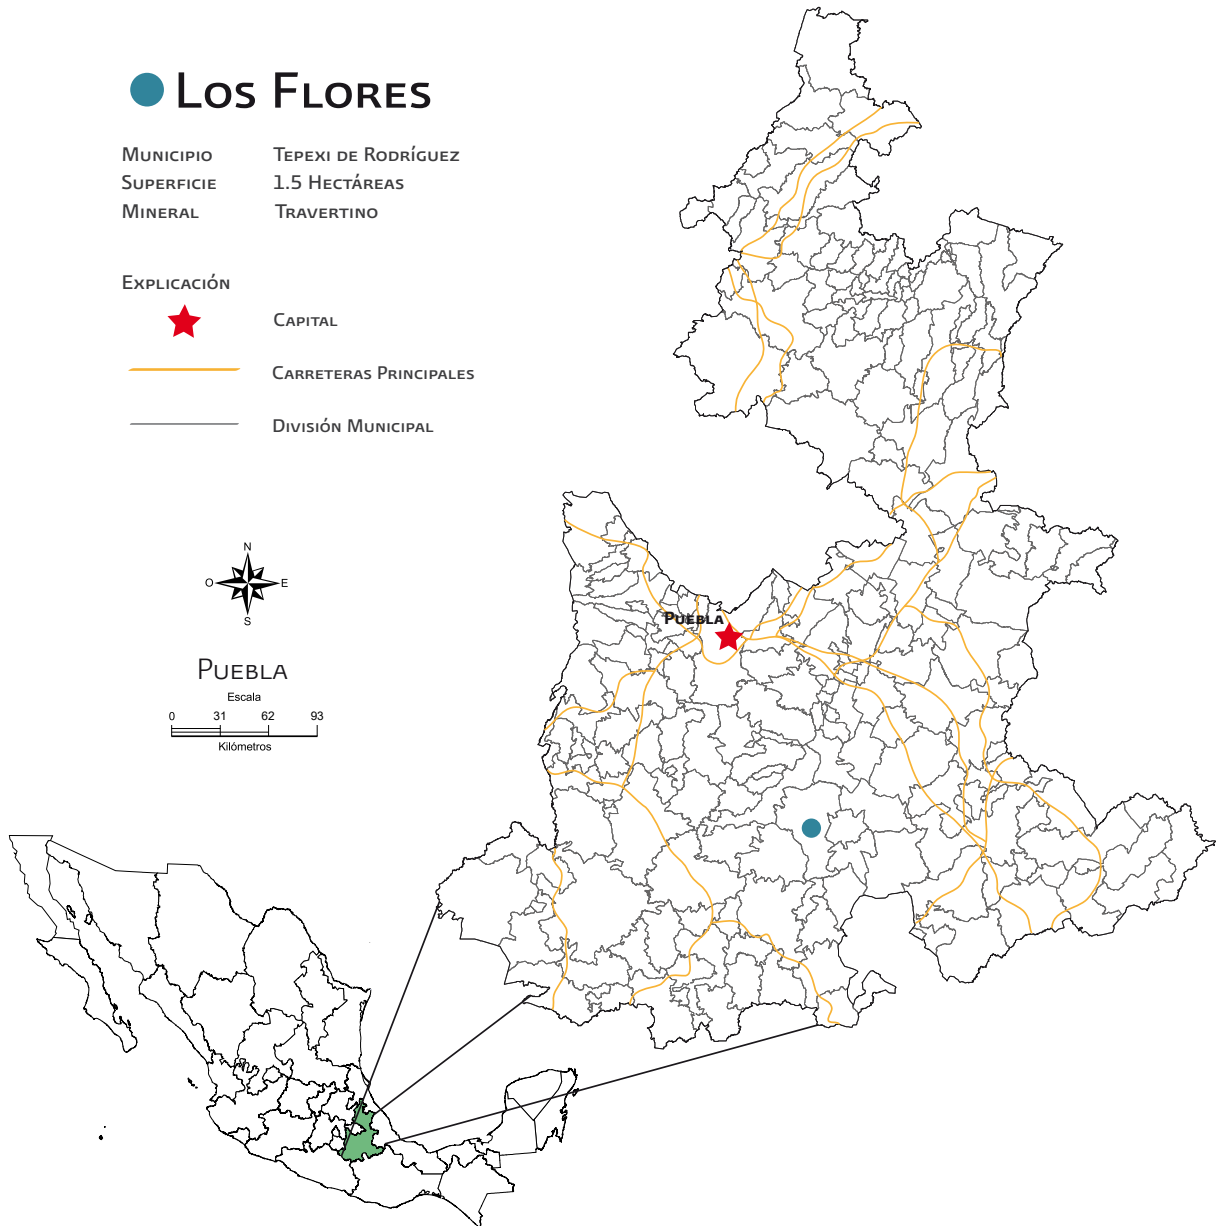 Los Flores
Municipio Tepexi de Rodríguez
Superficie 1.5 Hectáreas
Mineral Travertino
Explicación
Capital
Carreteras Principales
División Municipal
N
O E
S
Puebla
Puebla
Escala
0 31 62 93
Kilómetros